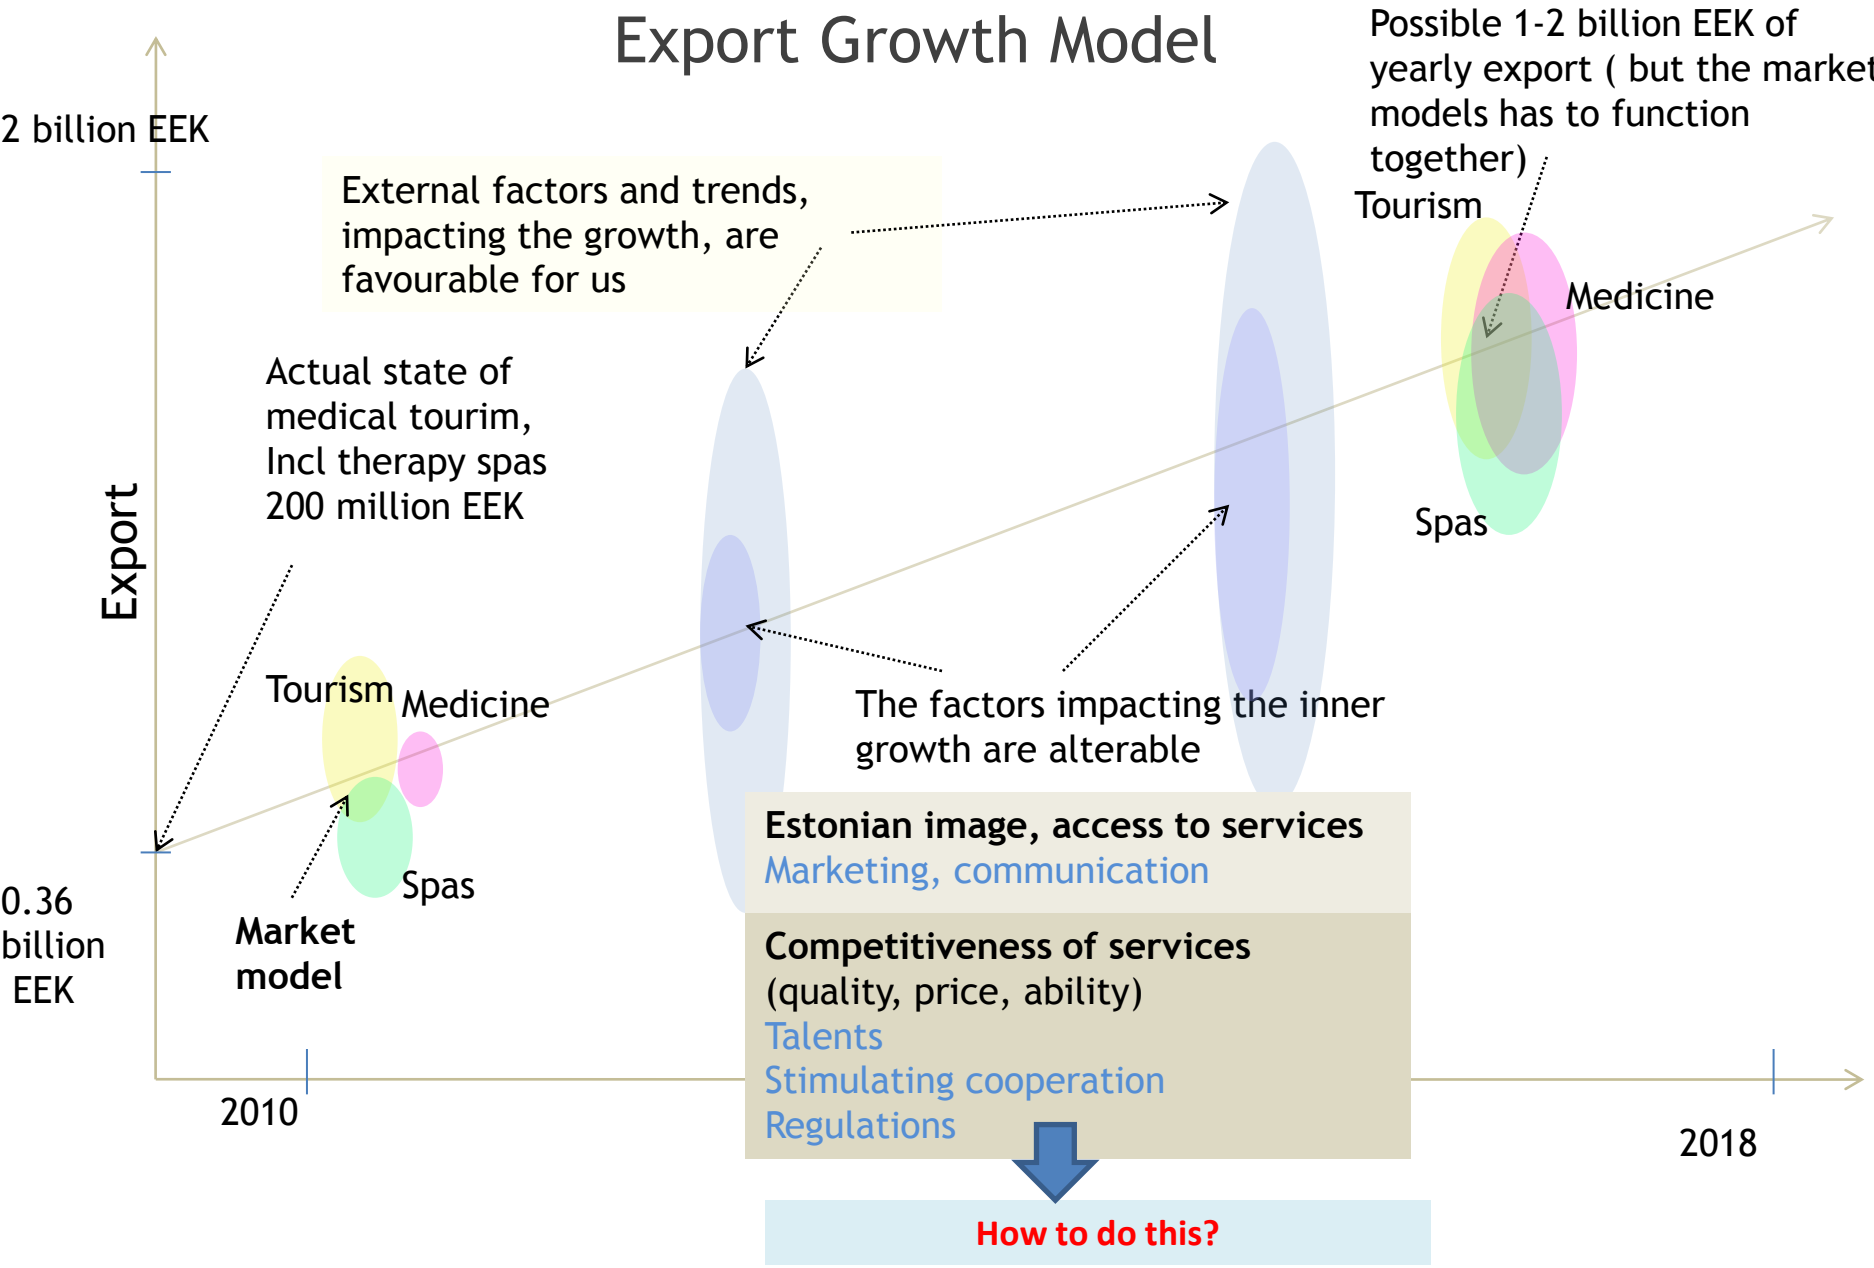 Export Growth Model
Possible 1-2 billion EEK of
yearly export ( but the market
models has to function
together)
2 billion EEK
External factors and trends,
impacting the growth, are
favourable for us
Tourism
Medicine
Spas
Actual state of
medical tourim,
Incl therapy spas
200 million EEK
Export
Tourism
Medicine
Spas
The factors impacting the inner
growth are alterable
Market
model
0.36
billion
EEK
Estonian image, access to services
Marketing, communication
Competitiveness of services
(quality, price, ability)
Talents
Stimulating cooperation
Regulations
2010
2018
How to do this?